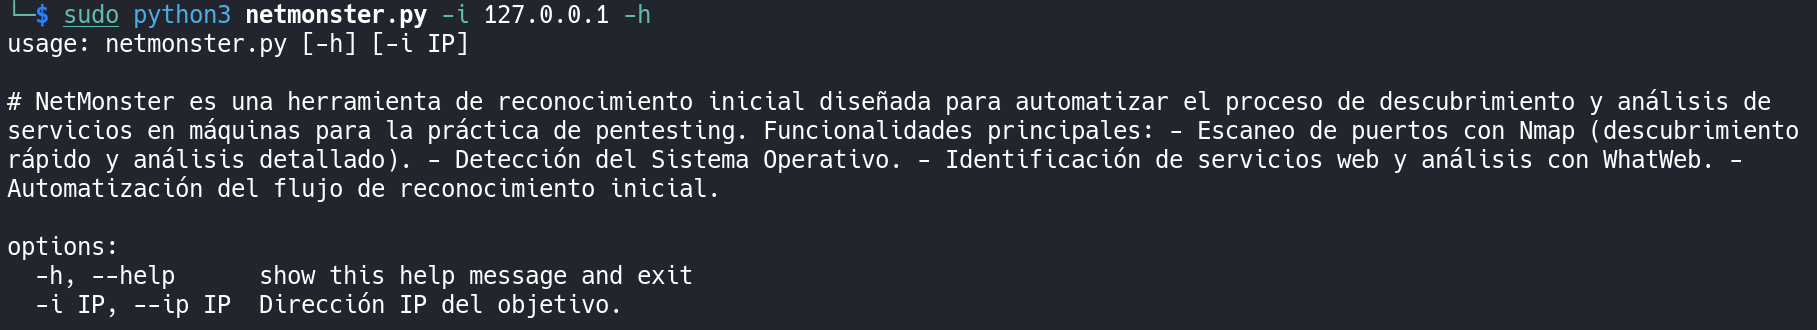 └─$ sudo python3 netmonster.py -i 127.0.0.1 -h
usage: netmonster.py [-h] [-i IP]

# NetMonster es una herramienta de reconocimiento inicial diseñada para automatizar el proceso de descubrimiento y análisis de
servicios en máquinas para la práctica de pentesting. Funcionalidades principales: - Escaneo de puertos con Nmap (descubrimiento
rápido y análisis detallado). - Detección del Sistema Operativo. - Identificación de servicios web y análisis con WhatWeb. -
Automatización del flujo de reconocimiento inicial.

options:
  -h, --help      show this help message and exit
  -i IP, --ip IP  Dirección IP del objetivo.